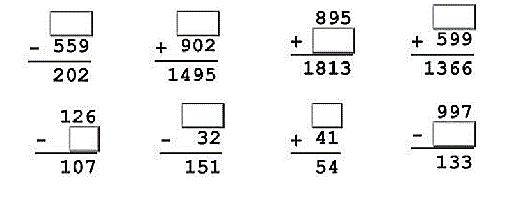 895
- 559 + 902 + + 599
202 1495 1813 1366
126 997
- - 32 + 41 -
107 151 54 133